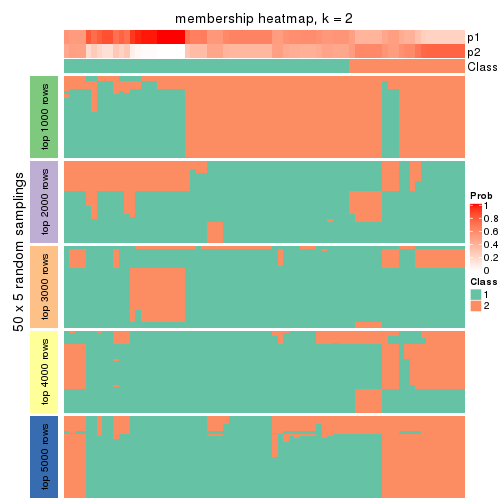 membership heatmap, k = 2
p1
p2
Class
50 x 5 random samplings
top 1000 rows
top 2000 rows
top 3000 rows
top 4000 rows
top 5000 rows
Prob
1
0.8
0.6
0.4
0.2
0
Class
1
2